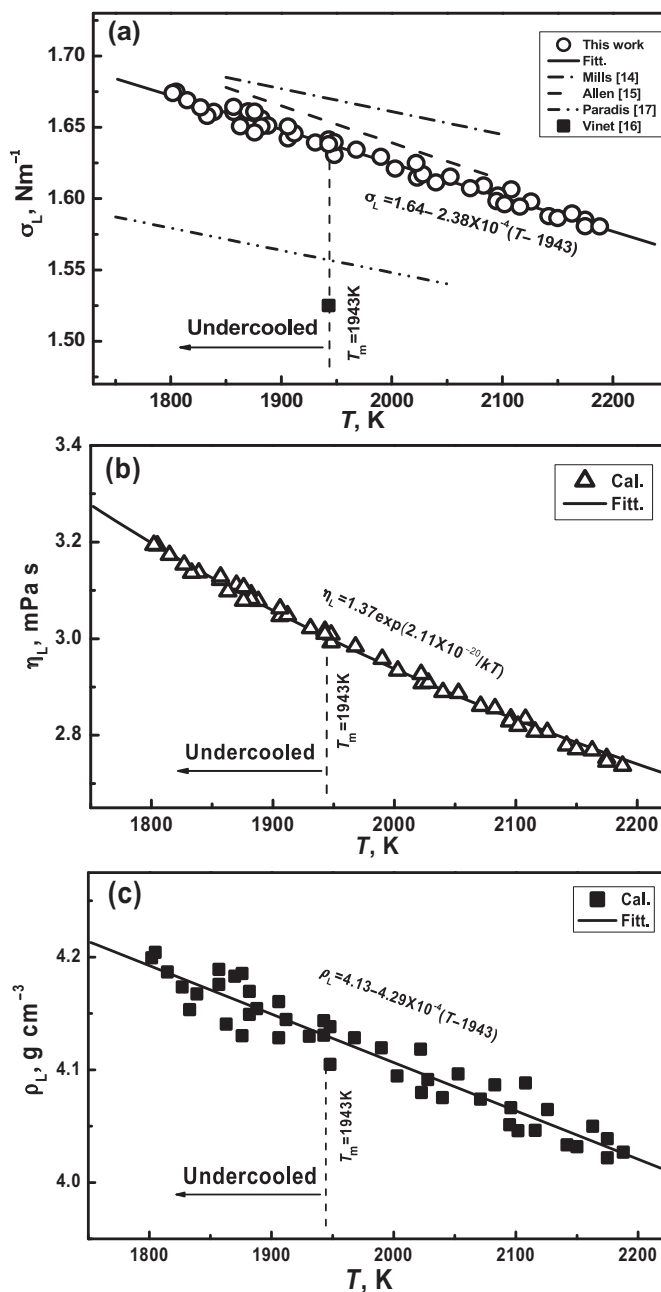 (a)
This work
Fitt.
Mills [14]
Allen [15]
Paradis [17]
Vinet [16]
1.70
1.65
1.60
1.55
1.50
σL, Nm−1
σL=1.64– 2.38X10-4(T– 1943)
Undercooled
Tm=1943K
1800 1900 2000 2100 2200
T, K
(b)
Cal.
Fitt.
3.4
3.2
3.0
2.8
ηL, mPa s
ηL=1.37exp(2.11X10−20/kT)
Undercooled
Tm=1943K
1800 1900 2000 2100 2200
T, K
(c)
Cal.
Fitt.
4.2
4.1
4.0
ρL, g cm−3
ρL=4.13–4.29X10-4(T–1943)
Undercooled
Tm=1943K
1800 1900 2000 2100 2200
T, K